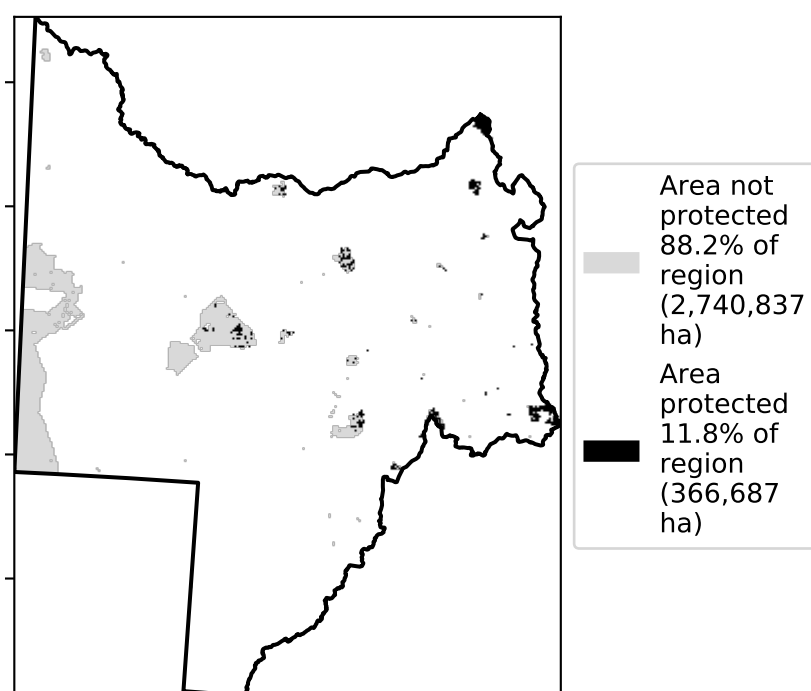 Area not
protected
88.2% of
region
(2,740,837
ha)
Area
protected
11.8% of
region
(366,687
ha)